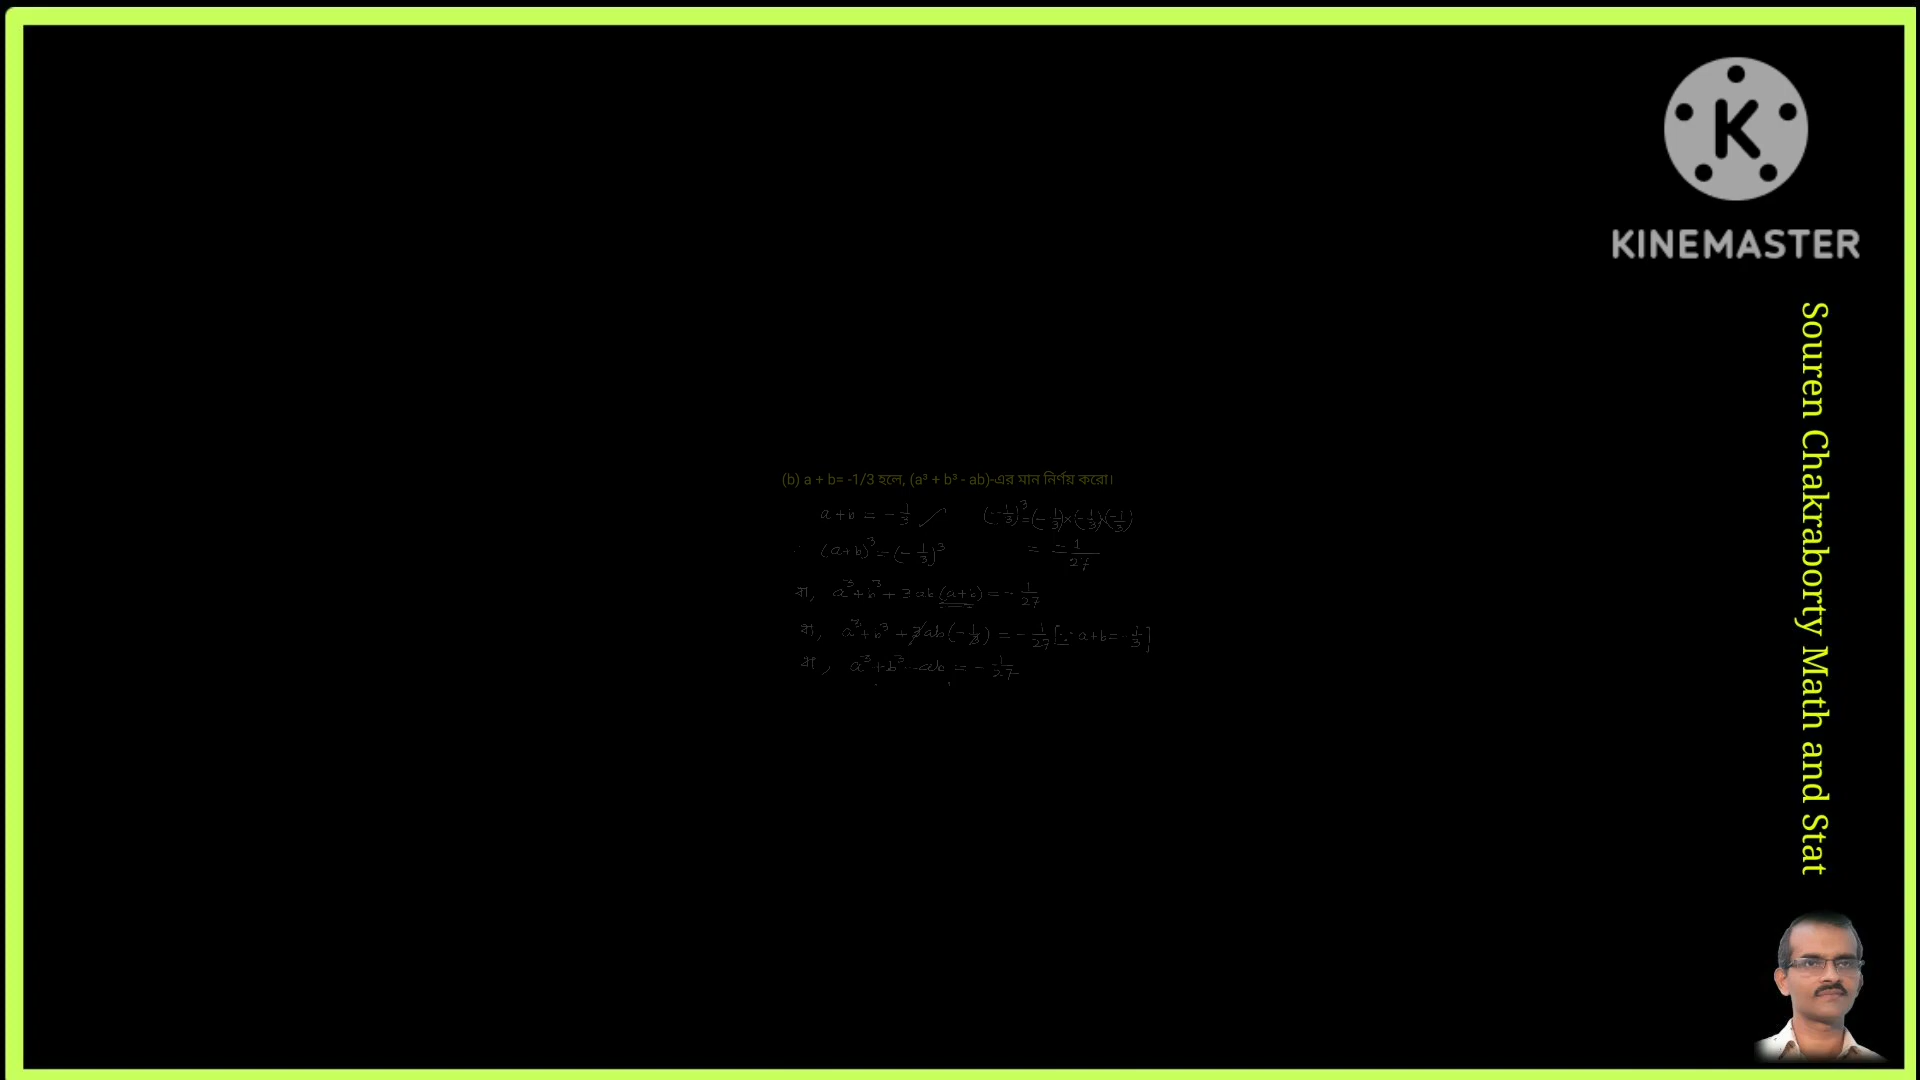 KINEMASTER
Souren Chakraborty Math and Stat
(b) a + b= -1/3 হলে, (a³ + b³ - ab)-এর মান নির্ণয় করো।
a+b = -1/3 (-1/3)³=(-1/3)×(-1/3)×(-1/3)
∴ (a+b)³=(-1/3)³ = -1/27
বা, a³+b³+3ab(a+b)=-1/27
বা, a³+b³+3ab(-1/3) = -1/27 [∵ a+b=-1/3]
বা, a³+b³-ab = -1/27